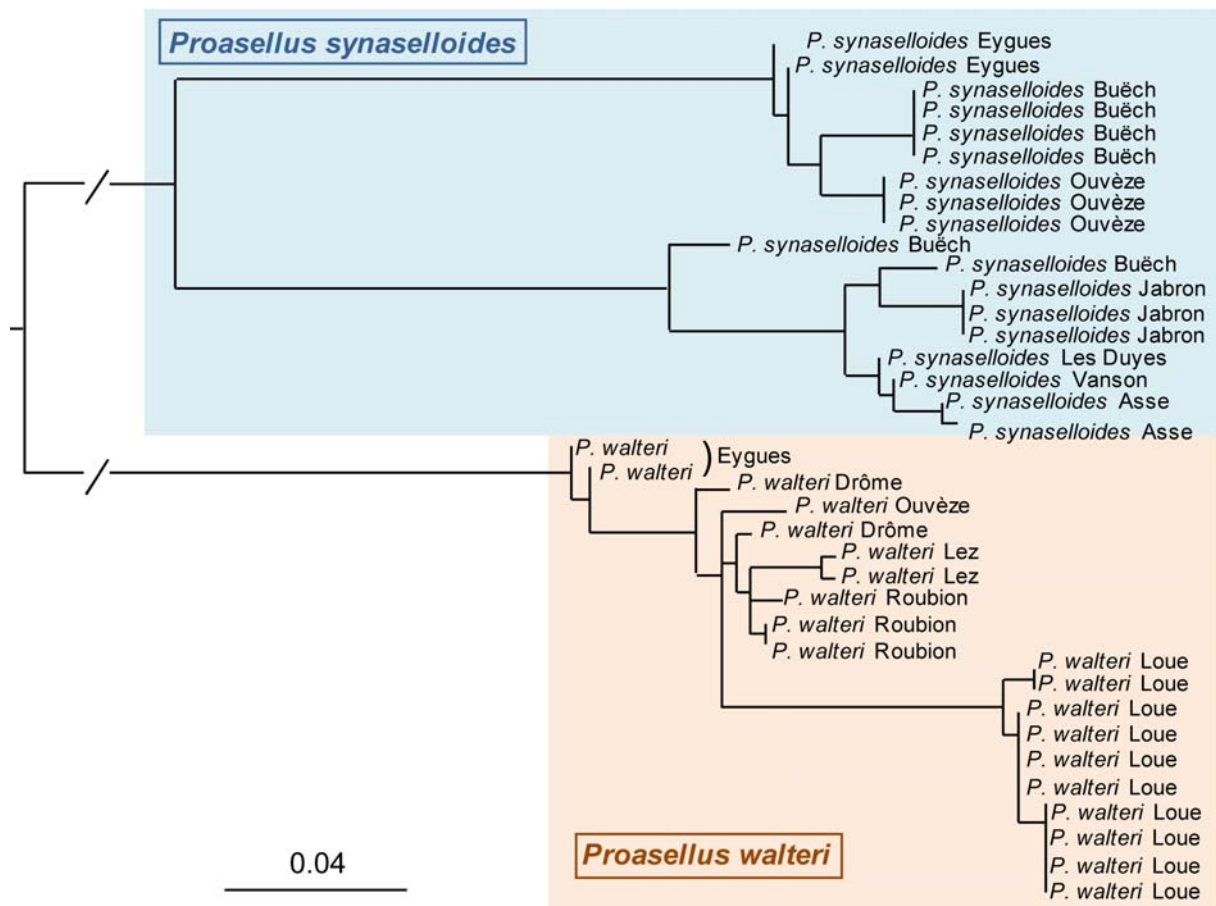 Proasellus synaselloides
P. synaselloides Eygues
P. synaselloides Eygues
P. synaselloides Buëch
P. synaselloides Buëch
P. synaselloides Buëch
P. synaselloides Buëch
P. synaselloides Ouvèze
P. synaselloides Ouvèze
P. synaselloides Ouvèze
P. synaselloides Buëch
P. synaselloides Buëch
P. synaselloides Jabron
P. synaselloides Jabron
P. synaselloides Jabron
P. synaselloides Les Duyes
P. synaselloides Vanson
P. synaselloides Asse
P. synaselloides Asse
P. walteri
P. walteri ) Eygues
P. walteri Drôme
P. walteri Ouvèze
P. walteri Drôme
P. walteri Lez
P. walteri Lez
P. walteri Roubion
P. walteri Roubion
P. walteri Roubion
P. walteri Loue
P. walteri Loue
P. walteri Loue
P. walteri Loue
P. walteri Loue
P. walteri Loue
P. walteri Loue
P. walteri Loue
P. walteri Loue
P. walteri Loue
Proasellus walteri
0.04